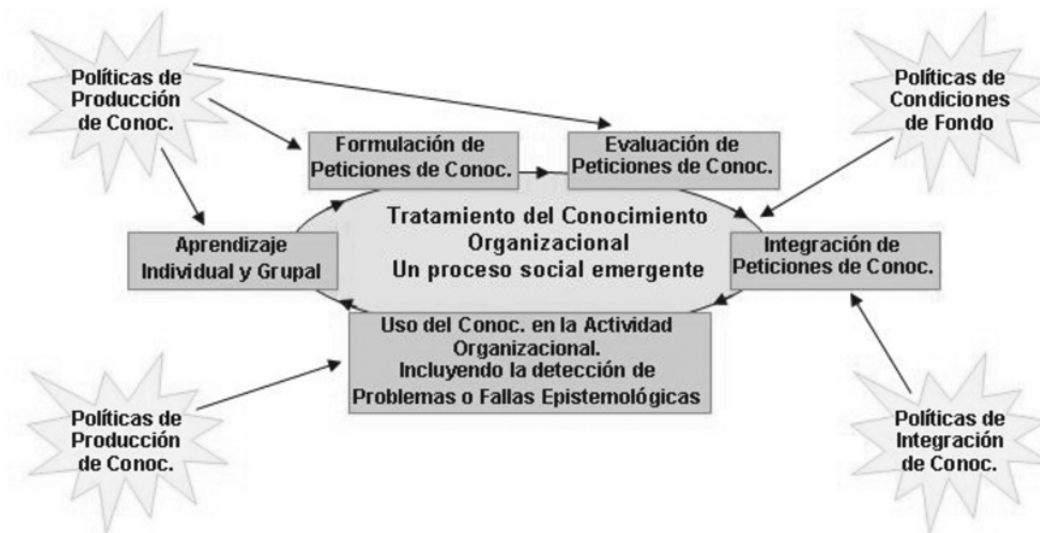 Políticas de
Producción
de Conoc.
Políticas de
Condiciones
de Fondo
Formulación de
Peticiones de Conoc.
Evaluación de
Peticiones de Conoc.
Tratamiento del Conocimiento
Organizacional
Un proceso social emergente
Aprendizaje
Individual y Grupal
Integración de
Peticiones de Conoc.
Uso del Conoc. en la Actividad
Organizacional.
Incluyendo la detección de
Problemas o Fallas Epistemológicas
Políticas de
Producción
de Conoc.
Políticas de
Integración
de Conoc.